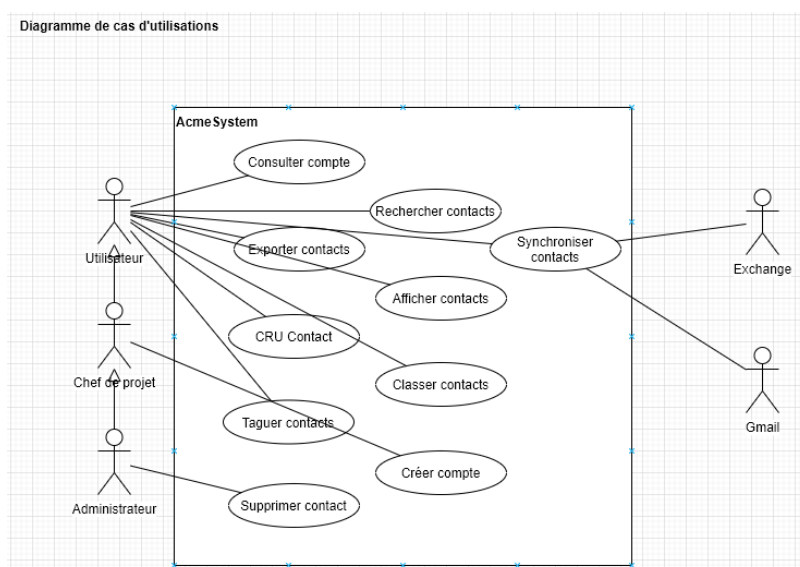 Diagramme de cas d'utilisations
AcmeSystem
Consulter compte
Rechercher contacts
Exporter contacts
Synchroniser
contacts
Utilisateur
Exchange
Afficher contacts
CRU Contact
Chef de projet
Classer contacts
Taguer contacts
Gmail
Créer compte
Supprimer contact
Administrateur